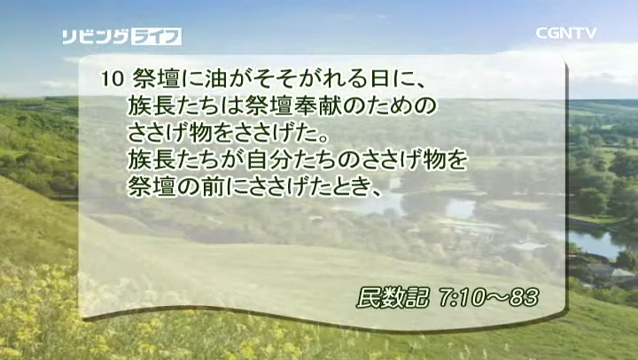 リビングライフ
CGNTV
10 祭壇に油がそそがれる日に、
族長たちは祭壇奉献のための
ささげ物をささげた。
族長たちが自分たちのささげ物を
祭壇の前にささげたとき、
民数記 7:10〜83